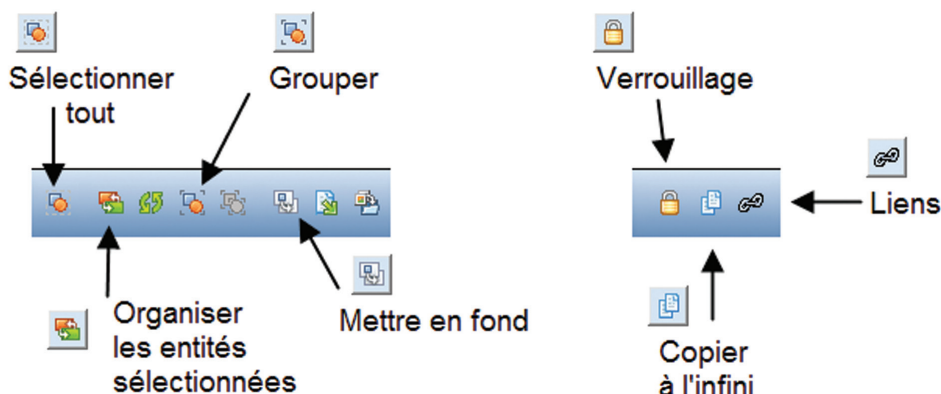 Sélectionner
tout
Grouper
Verrouillage
Liens
Organiser
les entités
sélectionnées
Mettre en fond
Copier
à l'infini